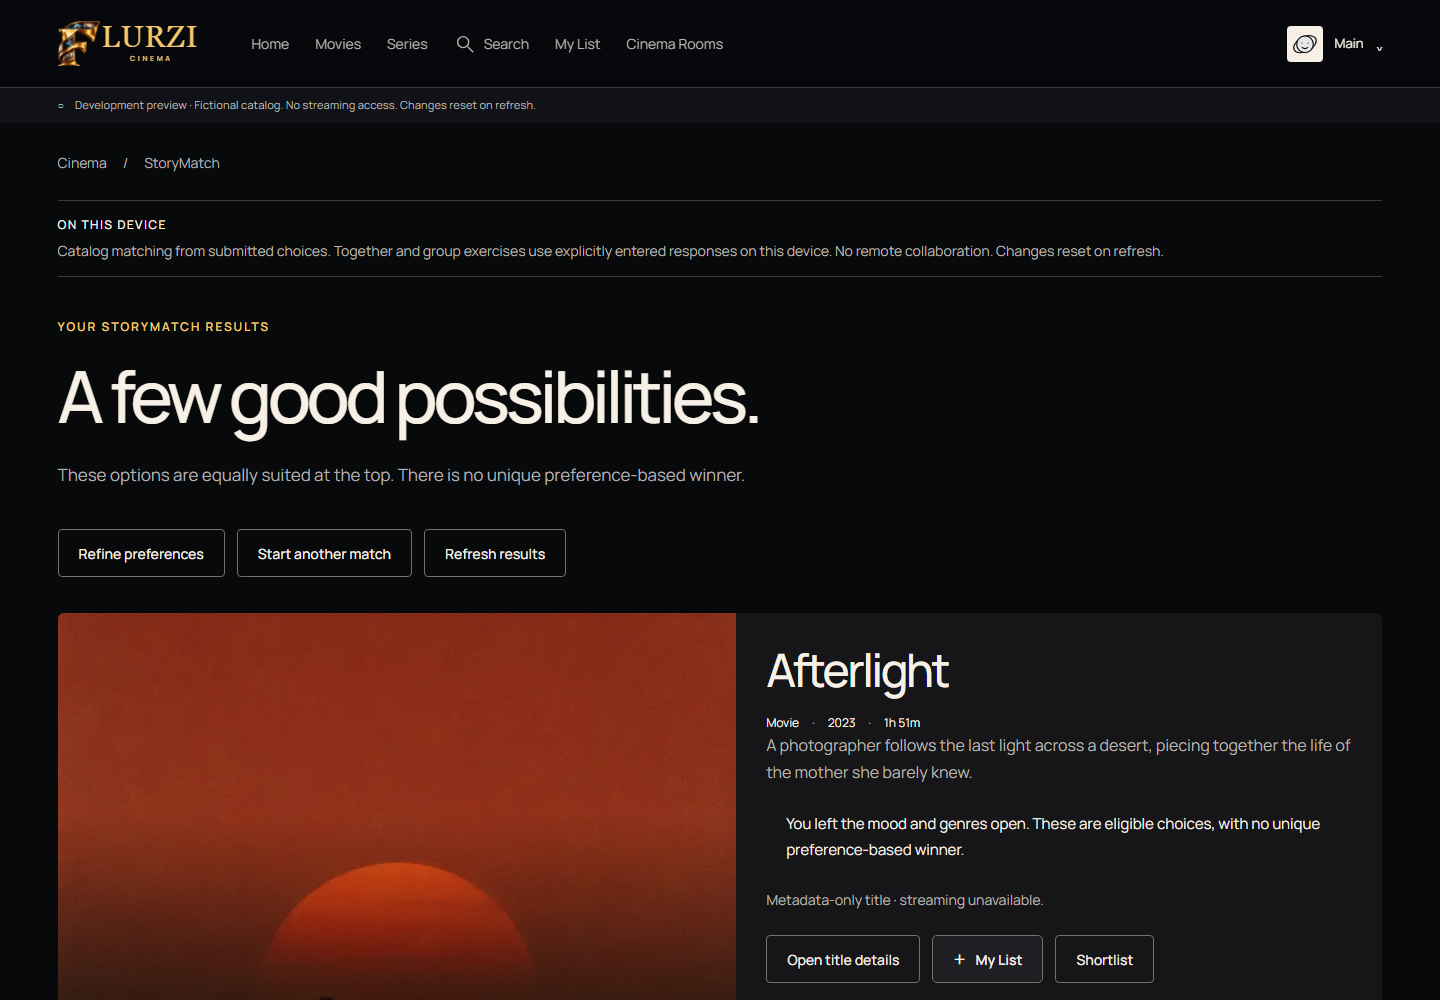 FLURZI
CINEMA
Home
Movies
Series
Search
My List
Cinema Rooms
Main
Development preview · Fictional catalog. No streaming access. Changes reset on refresh.
Cinema / StoryMatch
ON THIS DEVICE
Catalog matching from submitted choices. Together and group exercises use explicitly entered responses on this device. No remote collaboration. Changes reset on refresh.
YOUR STORYMATCH RESULTS
A few good possibilities.
These options are equally suited at the top. There is no unique preference-based winner.
Refine preferences
Start another match
Refresh results
Afterlight
Movie · 2023 · 1h 51m
A photographer follows the last light across a desert, piecing together the life of
the mother she barely knew.
You left the mood and genres open. These are eligible choices, with no unique
preference-based winner.
Metadata-only title · streaming unavailable.
Open title details
+ My List
Shortlist